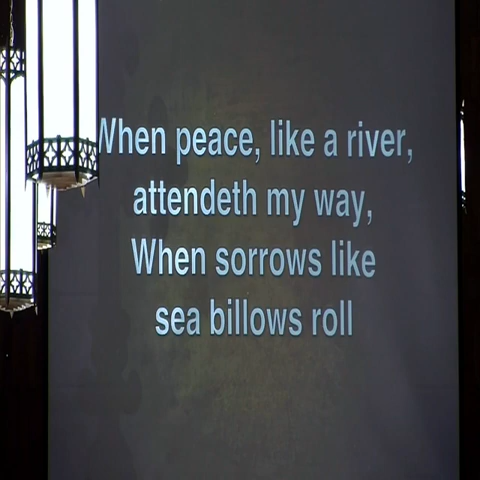 When peace, like a river,
attendeth my way,
When sorrows like
sea billows roll